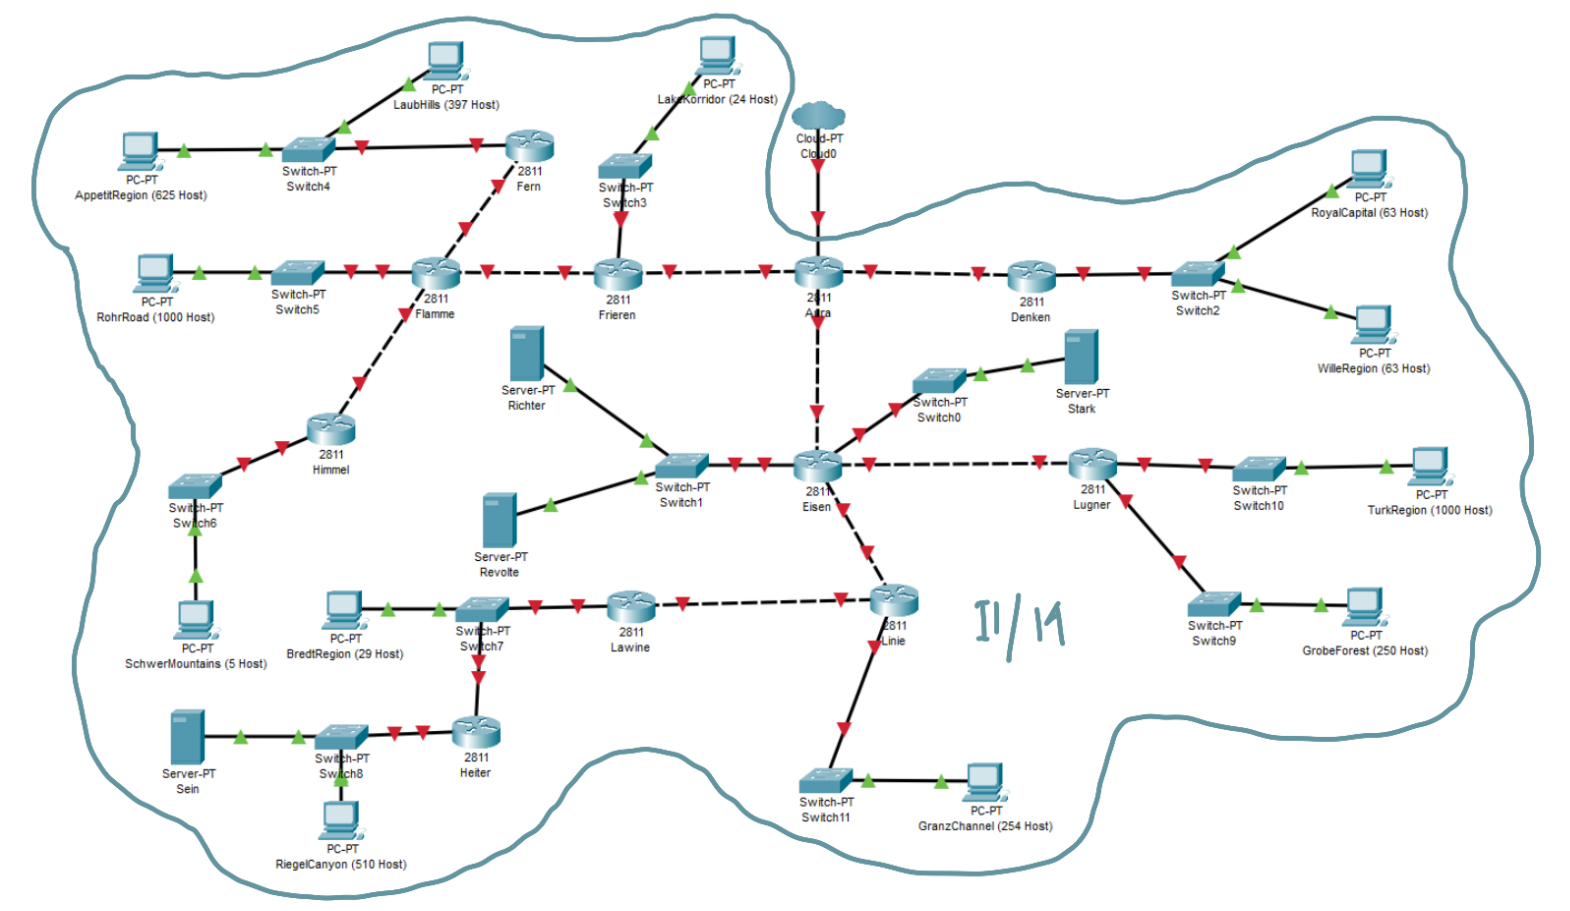 PC-PT
LaubHills (397 Host)
PC-PT
LakeKorridor (24 Host)
Cloud-PT
Cloud0
PC-PT
AppetitRegion (625 Host)
Switch-PT
Switch4
2811
Fern
Switch-PT
Switch3
PC-PT
RoyalCapital (63 Host)
PC-PT
RohrRoad (1000 Host)
Switch-PT
Switch5
2811
Flamme
2811
Frieren
2811
Aura
2811
Denken
Switch-PT
Switch2
PC-PT
WilleRegion (63 Host)
Server-PT
Richter
Switch-PT
Switch0
Server-PT
Stark
2811
Himmel
Switch-PT
Switch6
Switch-PT
Switch1
2811
Eisen
2811
Lugner
Switch-PT
Switch10
PC-PT
TurkRegion (1000 Host)
Server-PT
Revolte
PC-PT
SchwerMountains (5 Host)
PC-PT
BredtRegion (29 Host)
Switch-PT
Switch7
2811
Lawine
2811
Linie
Switch-PT
Switch9
PC-PT
GrobeForest (250 Host)
Server-PT
Sein
Switch-PT
Switch8
2811
Heiter
PC-PT
RiegelCanyon (510 Host)
Switch-PT
Switch11
PC-PT
GranzChannel (254 Host)